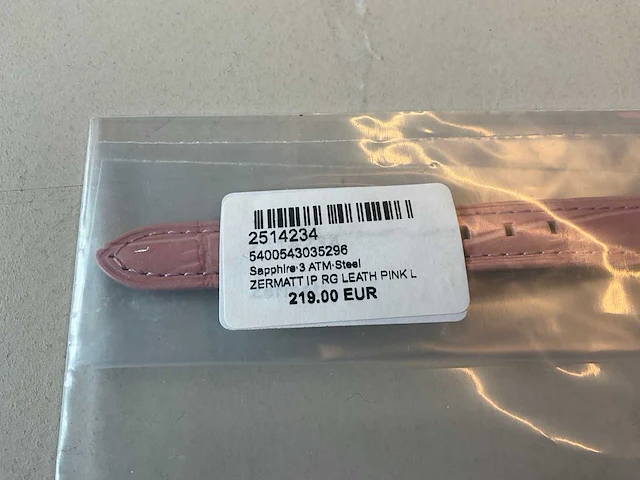 2514234
5400543035296
Sapphire·3 ATM·Steel
ZERMATT IP RG LEATH PINK L
219.00 EUR